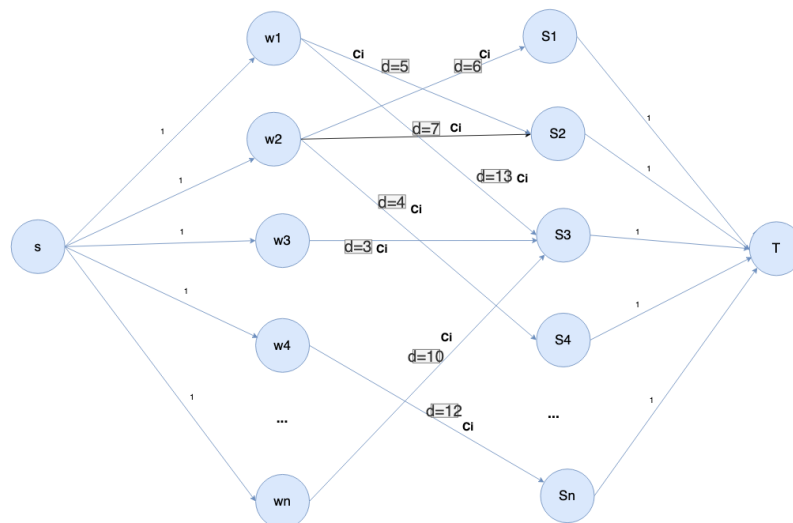 w1
S1
Ci
d=5
Ci
d=6
1
w2
d=7
Ci
S2
1
1
1
d=4
Ci
d=13
Ci
s
1
w3
d=3
Ci
S3
1
T
1
w4
Ci
d=10
S4
1
1
...
d=12
Ci
...
1
wn
Sn